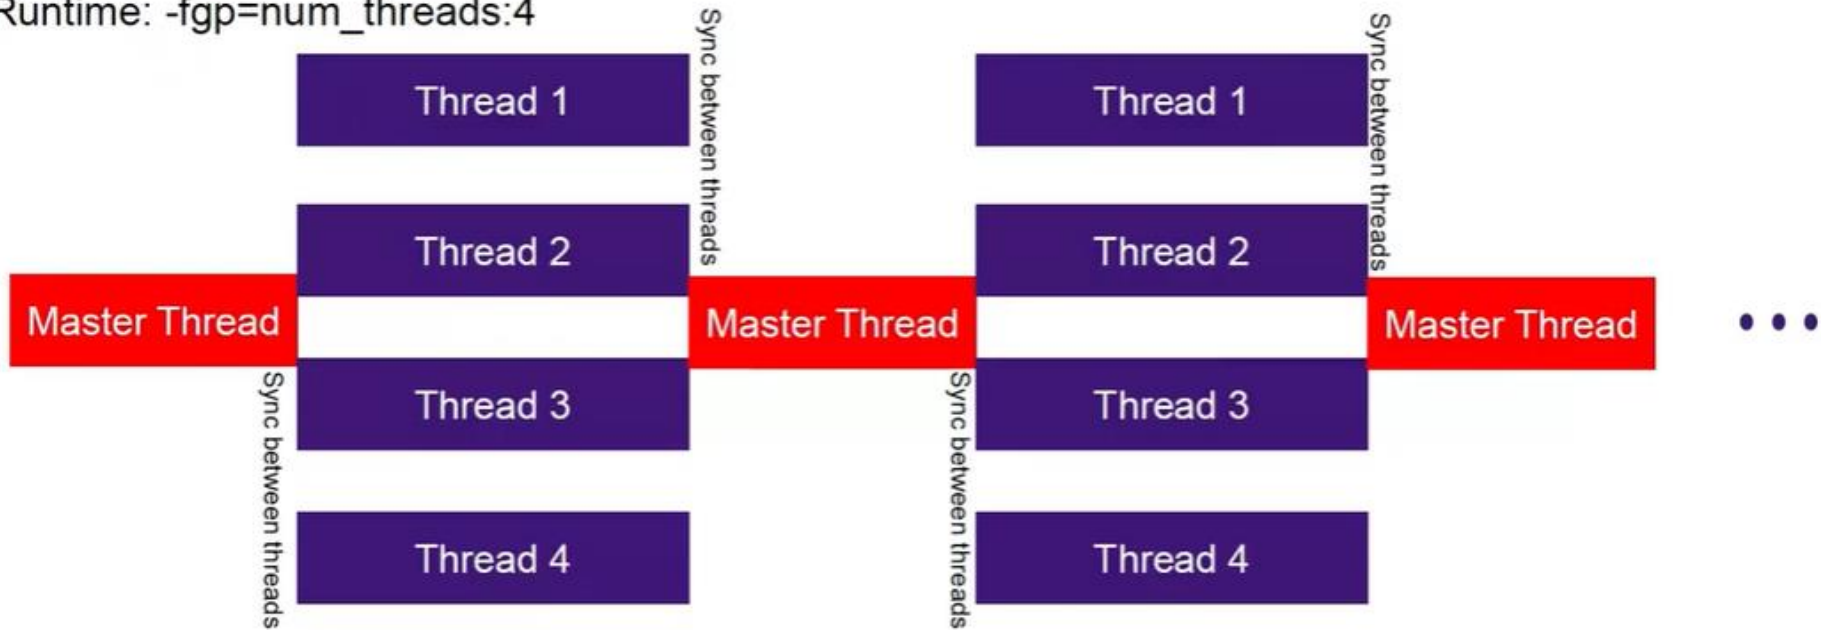 Runtime: -fgp=num_threads:4
Sync between threads
Sync between threads
Thread 1
Thread 1
Thread 2
Thread 2
Master Thread
Master Thread
Master Thread
Thread 3
Thread 3
Sync between threads
Sync between threads
Thread 4
Thread 4